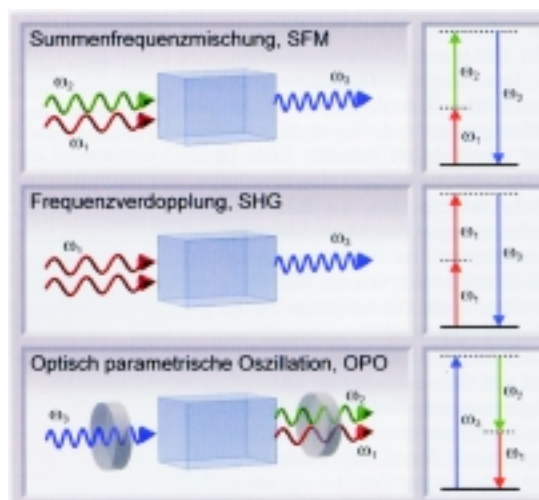 Summenfrequenzmischung, SFM
ω₂
ω₁
ω₃
ω₂
ω₁
ω₃
Frequenzverdopplung, SHG
ω₁
ω₃
ω₁
ω₁
ω₃
Optisch parametrische Oszillation, OPO
ω₃
ω₂
ω₁
ω₃
ω₂
ω₁